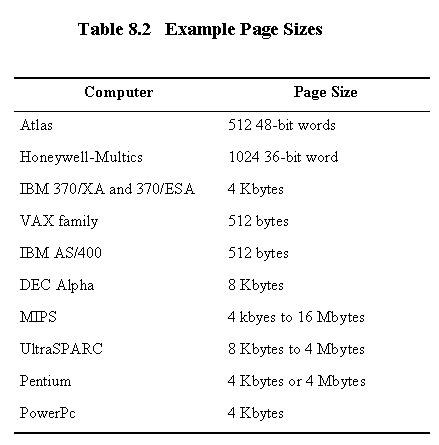 Table 8.2 Example Page Sizes
Computer Page Size
Atlas 512 48-bit words
Honeywell-Multics 1024 36-bit word
IBM 370/XA and 370/ESA 4 Kbytes
VAX family 512 bytes
IBM AS/400 512 bytes
DEC Alpha 8 Kbytes
MIPS 4 kbyes to 16 Mbytes
UltraSPARC 8 Kbytes to 4 Mbytes
Pentium 4 Kbytes or 4 Mbytes
PowerPc 4 Kbytes